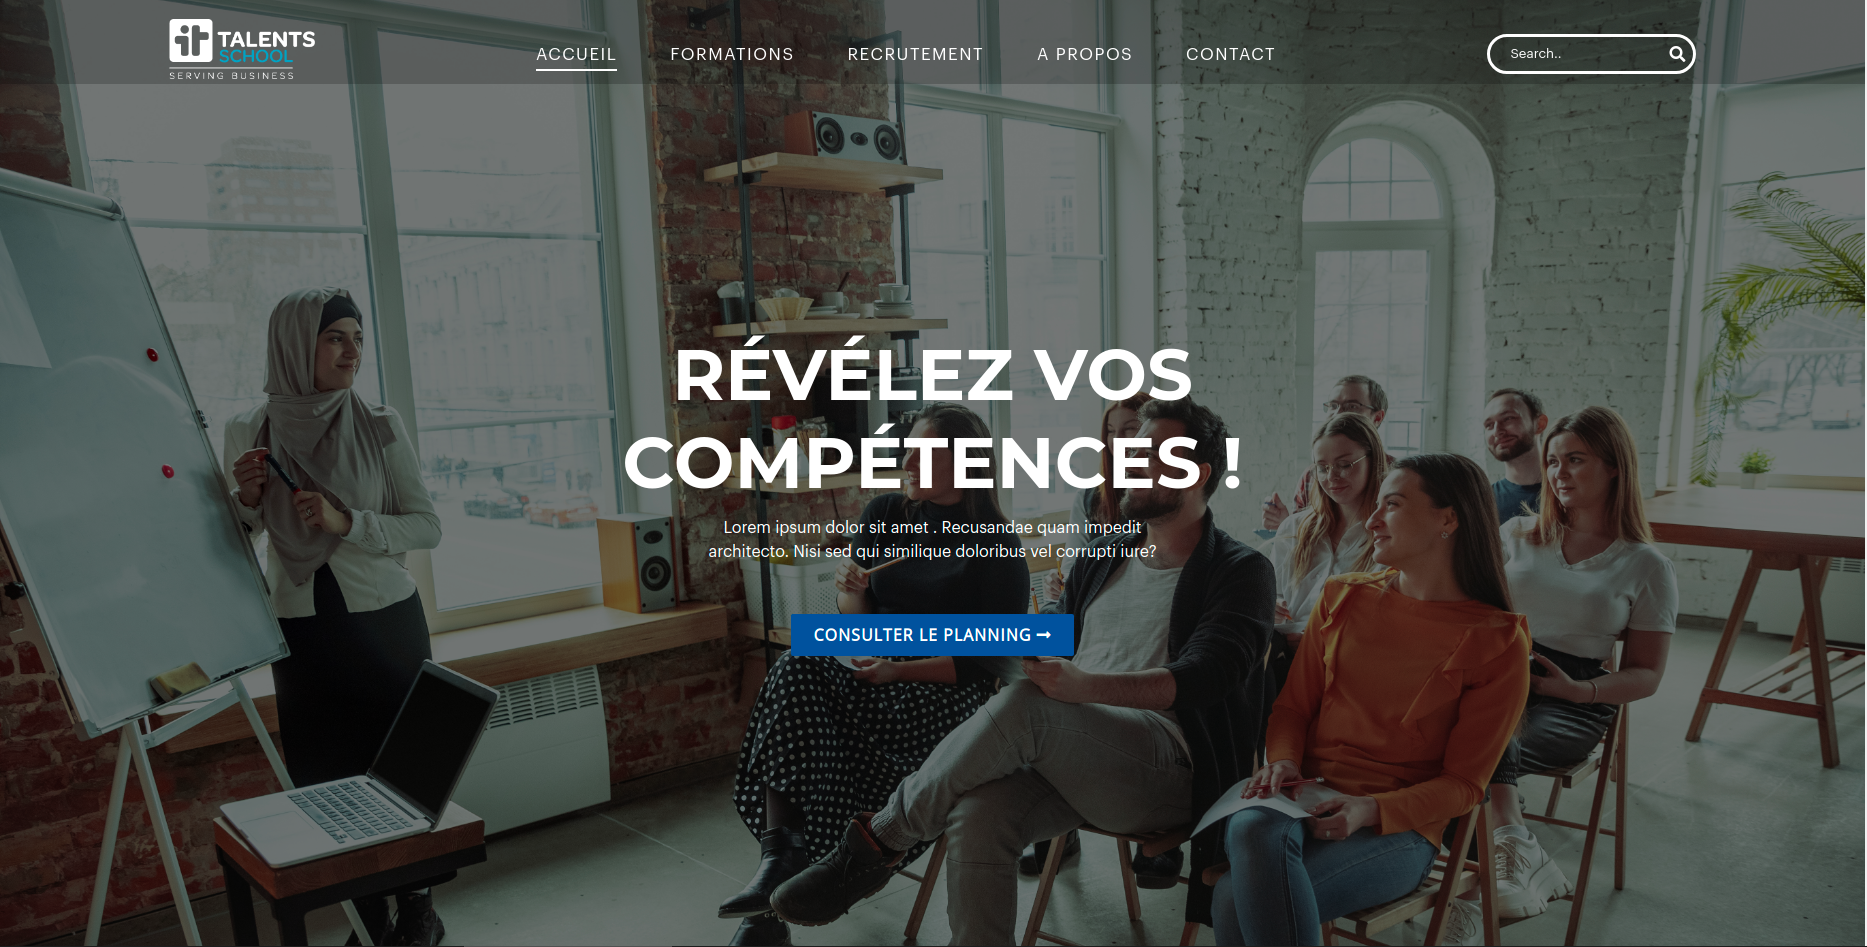 it TALENTS
SCHOOL
SERVING BUSINESS
ACCUEIL
FORMATIONS
RECRUTEMENT
A PROPOS
CONTACT
Search..
RÉVÉLEZ VOS
COMPÉTENCES !
Lorem ipsum dolor sit amet . Recusandae quam impedit
architecto. Nisi sed qui similique doloribus vel corrupti iure?
CONSULTER LE PLANNING →